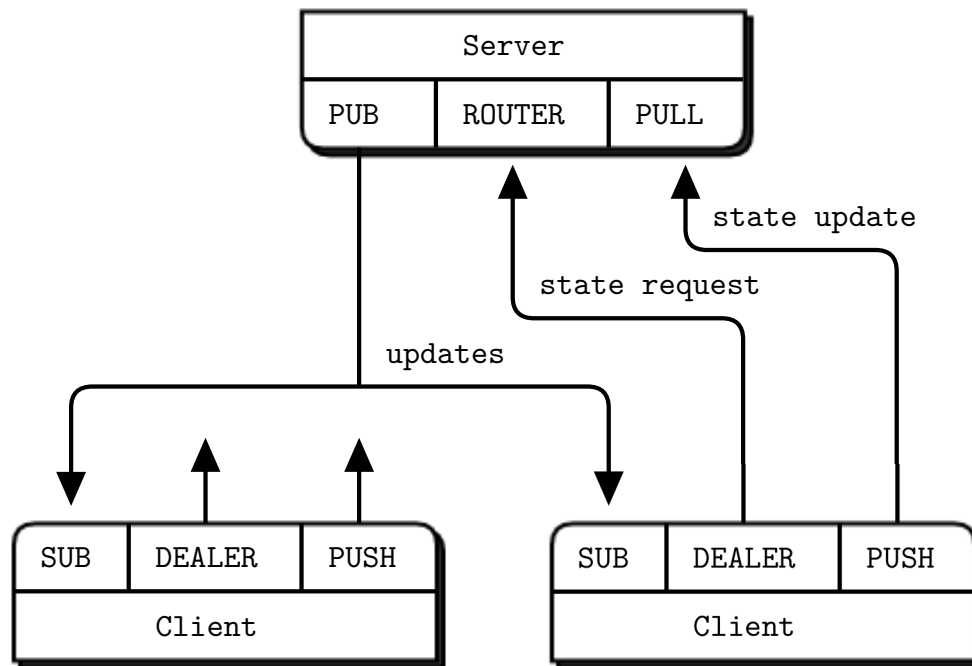 Server
PUB ROUTER PULL
state update
state request
updates
SUB DEALER PUSH SUB DEALER PUSH
Client Client